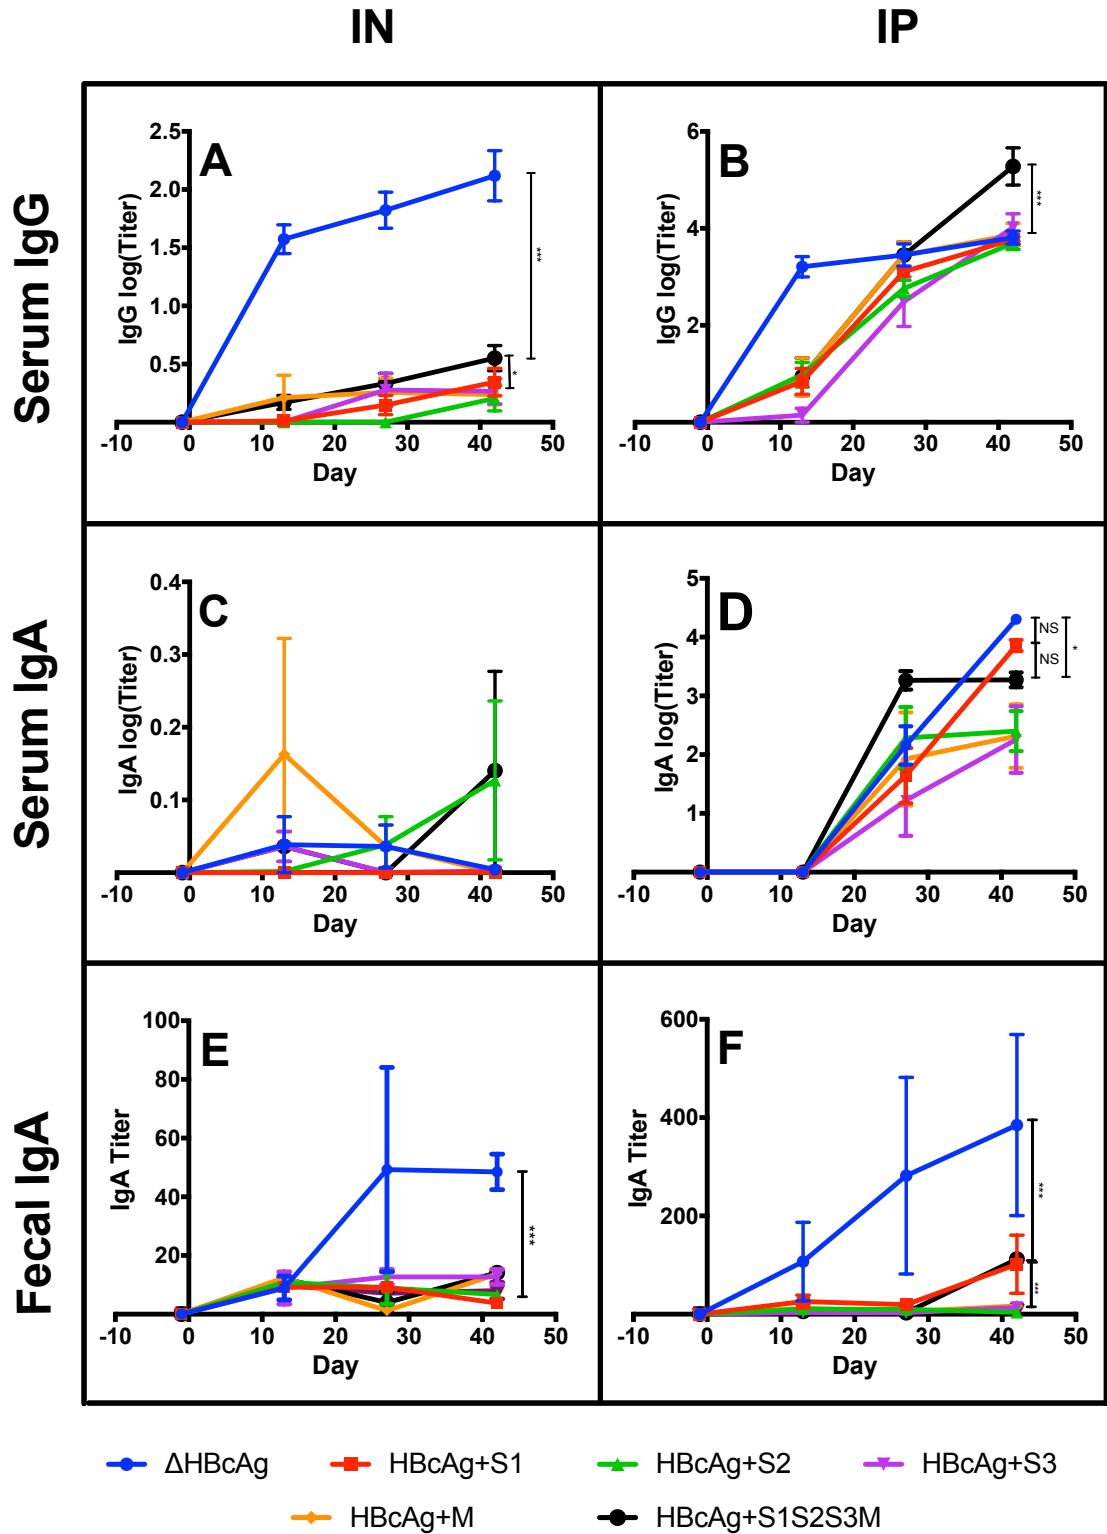 IN IP
Serum IgG
A
IgG log(Titer)
2.5
2.0
1.5
1.0
0.5
-10 0 10 20 30 40 50
Day
***
*
B
IgG log(Titer)
6
4
2
-10 0 10 20 30 40 50
Day
***
Serum IgA
C
IgA log(Titer)
0.4
0.3
0.2
0.1
-10 0 10 20 30 40 50
Day
D
IgA log(Titer)
5
4
3
2
1
-10 0 10 20 30 40 50
Day
NS
NS
*
Fecal IgA
E
IgA Titer
100
80
60
40
20
-10 0 10 20 30 40 50
Day
***
F
IgA Titer
600
400
200
-10 0 10 20 30 40 50
Day
***
***
ΔHBcAg HBcAg+S1 HBcAg+S2 HBcAg+S3
HBcAg+M HBcAg+S1S2S3M